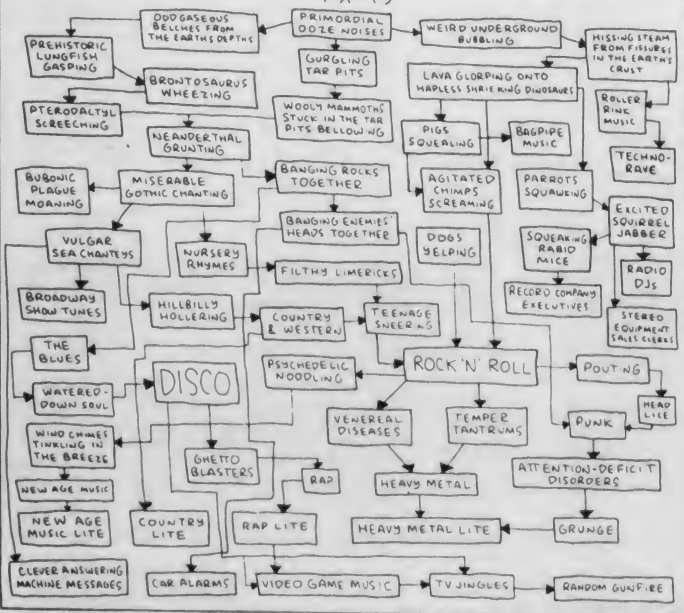 ODD GASEOUS
BELCHES FROM
THE EARTHS DEPTHS
PRIMORDIAL
OOZE NOISES
WEIRD UNDERGROUND
BUBBLING
HISSING STEAM
FROM FISSURES
IN THE EARTH'S
CRUST
PREHISTORIC
LUNGFISH
GASPING
GURGLING
TAR PITS
BRONTOSAURUS
WHEEZING
LAVA GLORPING ONTO
HAPLESS SHRIEKING DINOSAURS
PTERODACTYL
SCREECHING
WOOLY MAMMOTHS
STUCK IN THE TAR
PITS BELLOWING
ROLLER
RINK
MUSIC
NEANDERTHAL
GRUNTING
PIGS
SQUEALING
BAGPIPE
MUSIC
TECHNO-
RAVE
BUBONIC
PLAGUE
MOANING
MISERABLE
GOTHIC CHANTING
BANGING ROCKS
TOGETHER
AGITATED
CHIMPS
SCREAMING
PARROTS
SQUAWKING
EXCITED
SQUIRREL
JABBER
VULGAR
SEA CHANTEYS
NURSERY
RHYMES
BANGING ENEMIES'
HEADS TOGETHER
DOGS
YELPING
SQUEAKING
RABID
MICE
RADIO
DJs
FILTHY LIMERICKS
BROADWAY
SHOW TUNES
HILLBILLY
HOLLERING
COUNTRY
& WESTERN
TEENAGE
SNEERING
RECORD COMPANY
EXECUTIVES
STEREO
EQUIPMENT
SALES CLERKS
THE
BLUES
WATERED-
DOWN SOUL
DISCO
PSYCHEDELIC
NOODLING
ROCK 'N' ROLL
POUTING
HEAD
LICE
WIND CHIMES
TINKLING IN
THE BREEZE
GHETTO
BLASTERS
VENEREAL
DISEASES
TEMPER
TANTRUMS
PUNK
RAP
HEAVY METAL
ATTENTION-DEFICIT
DISORDERS
NEW AGE MUSIC
NEW AGE
MUSIC LITE
COUNTRY
LITE
RAP LITE
HEAVY METAL LITE
GRUNGE
CLEVER ANSWERING
MACHINE MESSAGES
CAR ALARMS
VIDEO GAME MUSIC
TV JINGLES
RANDOM GUNFIRE